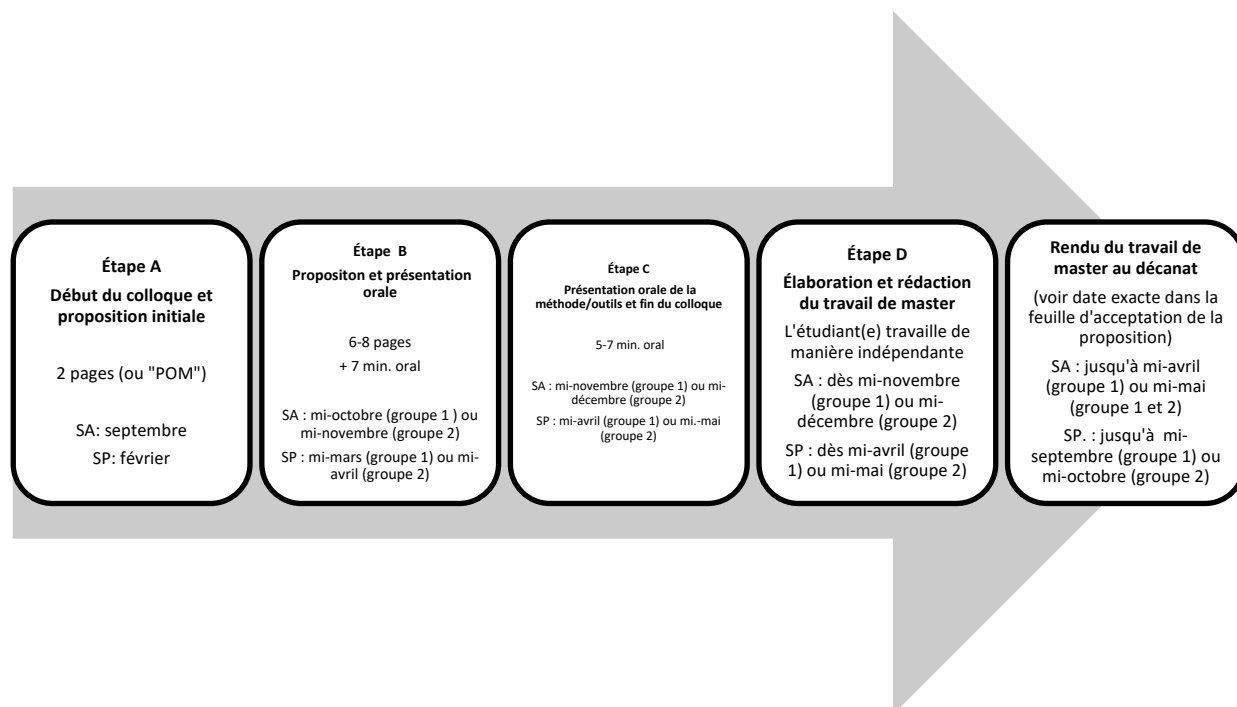 Étape A
Début du colloque et
proposition initiale
2 pages (ou "POM")
SA: septembre
SP: février
Étape  B
Propositon et présentation
orale
6-8 pages
+ 7 min. oral
SA : mi-octobre (groupe 1 ) ou
mi-novembre (groupe 2)
SP : mi-mars (groupe 1) ou mi-
avril (groupe 2)
Étape C
Présentation orale de la
méthode/outils et fin du colloque
5-7 min. oral
SA : mi-novembre (groupe 1) ou mi-
décembre (groupe 2)
SP : mi-avril (groupe 1) ou mi.-mai
(groupe 2)
Étape D
Élaboration et rédaction
du travail de master
L'étudiant(e) travaille de
manière indépendante
SA : dès mi-novembre
(groupe 1) ou mi-
décembre (groupe 2)
SP : dès mi-avril (groupe
1) ou mi-mai (groupe 2)
Rendu du travail de
master au décanat
(voir date exacte dans la
feuille d'acceptation de la
proposition)
SA : jusqu'à mi-avril
(groupe 1) ou mi-mai
(groupe 1 et 2)
SP. : jusqu'à  mi-
septembre (groupe 1) ou
mi-octobre (groupe 2)